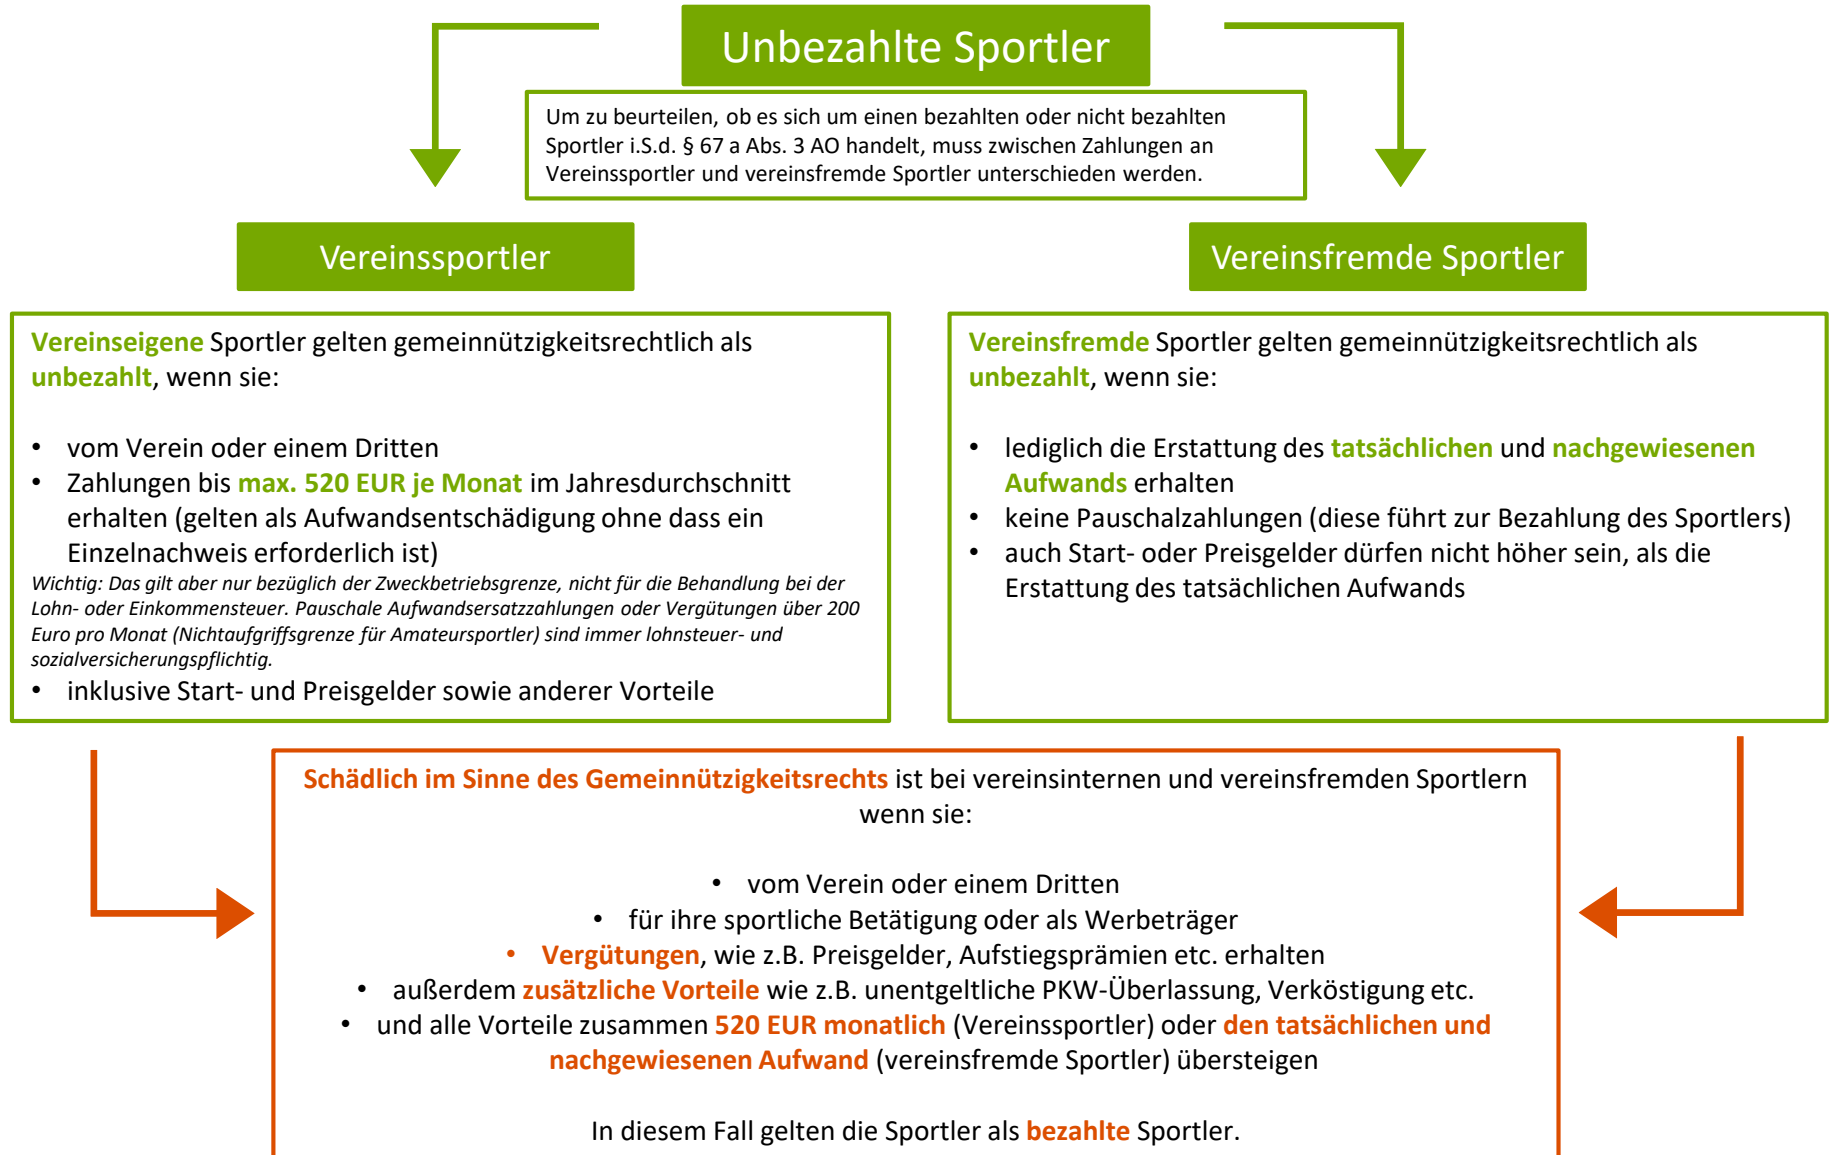 Unbezahlte Sportler
Um zu beurteilen, ob es sich um einen bezahlten oder nicht bezahlten
Sportler i.S.d. § 67 a Abs. 3 AO handelt, muss zwischen Zahlungen an
Vereinssportler und vereinsfremde Sportler unterschieden werden.
Vereinssportler
Vereinseigene Sportler gelten gemeinnützigkeitsrechtlich als
unbezahlt, wenn sie:
• vom Verein oder einem Dritten
• Zahlungen bis max. 520 EUR je Monat im Jahresdurchschnitt
erhalten (gelten als Aufwandsentschädigung ohne dass ein
Einzelnachweis erforderlich ist)
Wichtig: Das gilt aber nur bezüglich der Zweckbetriebsgrenze, nicht für die Behandlung bei der
Lohn- oder Einkommensteuer. Pauschale Aufwandsersatzzahlungen oder Vergütungen über 200
Euro pro Monat (Nichtaufgriffsgrenze für Amateursportler) sind immer lohnsteuer- und
sozialversicherungspflichtig.
• inklusive Start- und Preisgelder sowie anderer Vorteile
Vereinsfremde Sportler
Vereinsfremde Sportler gelten gemeinnützigkeitsrechtlich als
unbezahlt, wenn sie:
• lediglich die Erstattung des tatsächlichen und nachgewiesenen
Aufwands erhalten
• keine Pauschalzahlungen (diese führt zur Bezahlung des Sportlers)
• auch Start- oder Preisgelder dürfen nicht höher sein, als die
Erstattung des tatsächlichen Aufwands
Schädlich im Sinne des Gemeinnützigkeitsrechts ist bei vereinsinternen und vereinsfremden Sportlern
wenn sie:
• vom Verein oder einem Dritten
• für ihre sportliche Betätigung oder als Werbeträger
• Vergütungen, wie z.B. Preisgelder, Aufstiegsprämien etc. erhalten
• außerdem zusätzliche Vorteile wie z.B. unentgeltliche PKW-Überlassung, Verköstigung etc.
• und alle Vorteile zusammen 520 EUR monatlich (Vereinssportler) oder den tatsächlichen und
nachgewiesenen Aufwand (vereinsfremde Sportler) übersteigen
In diesem Fall gelten die Sportler als bezahlte Sportler.